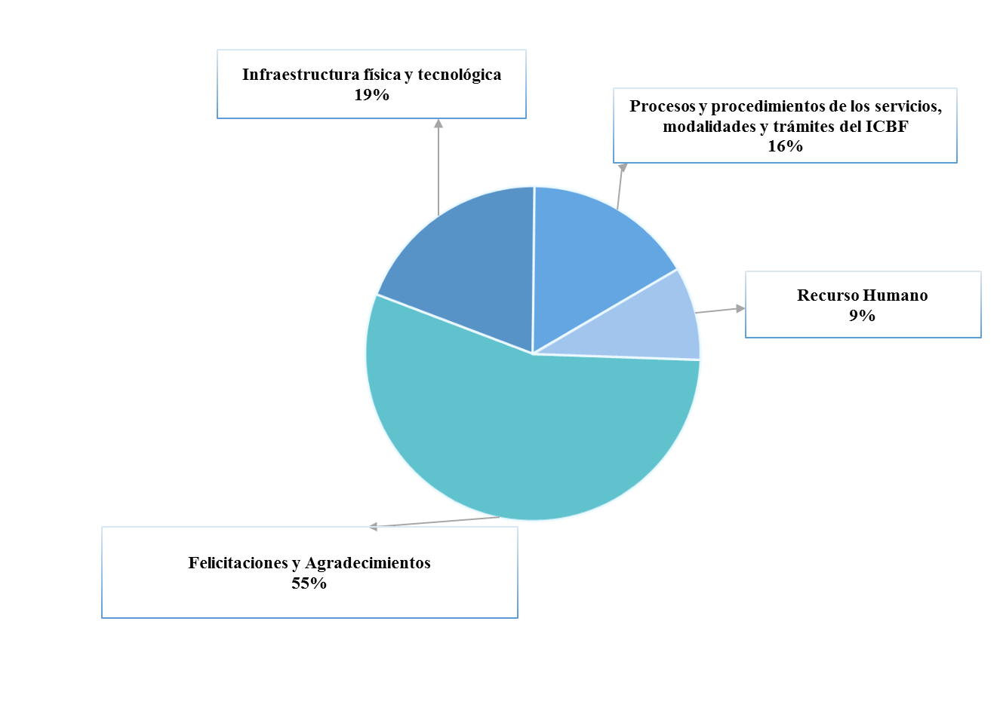 Infraestructura física y tecnológica
19%
Procesos y procedimientos de los servicios,
modalidades y trámites del ICBF
16%
Recurso Humano
9%
Felicitaciones y Agradecimientos
55%